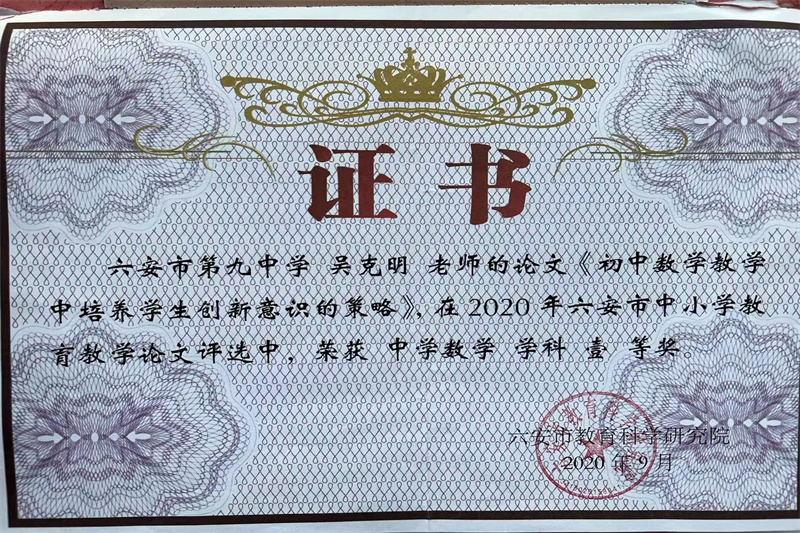 证书
六安市第九中学 吴克明 老师的论文《初中数学教学
中培养学生创新意识的策略》，在2020年六安市中小学教
育教学论文评选中，荣获 中学数学 学科 壹 等奖。
六安市教育科学研究院
2020年9月